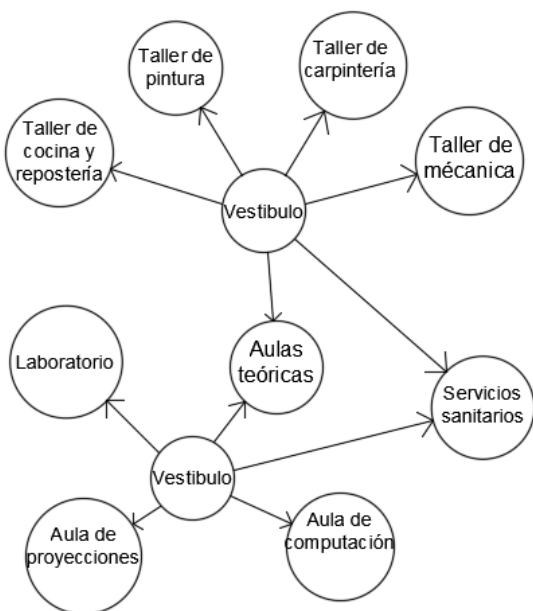 Taller de
pintura
Taller de
carpintería
Taller de
cocina y
repostería
Taller de
mécanica
Vestibulo
Laboratorio
Aulas
teóricas
Servicios
sanitarios
Vestibulo
Aula de
proyecciones
Aula de
computación